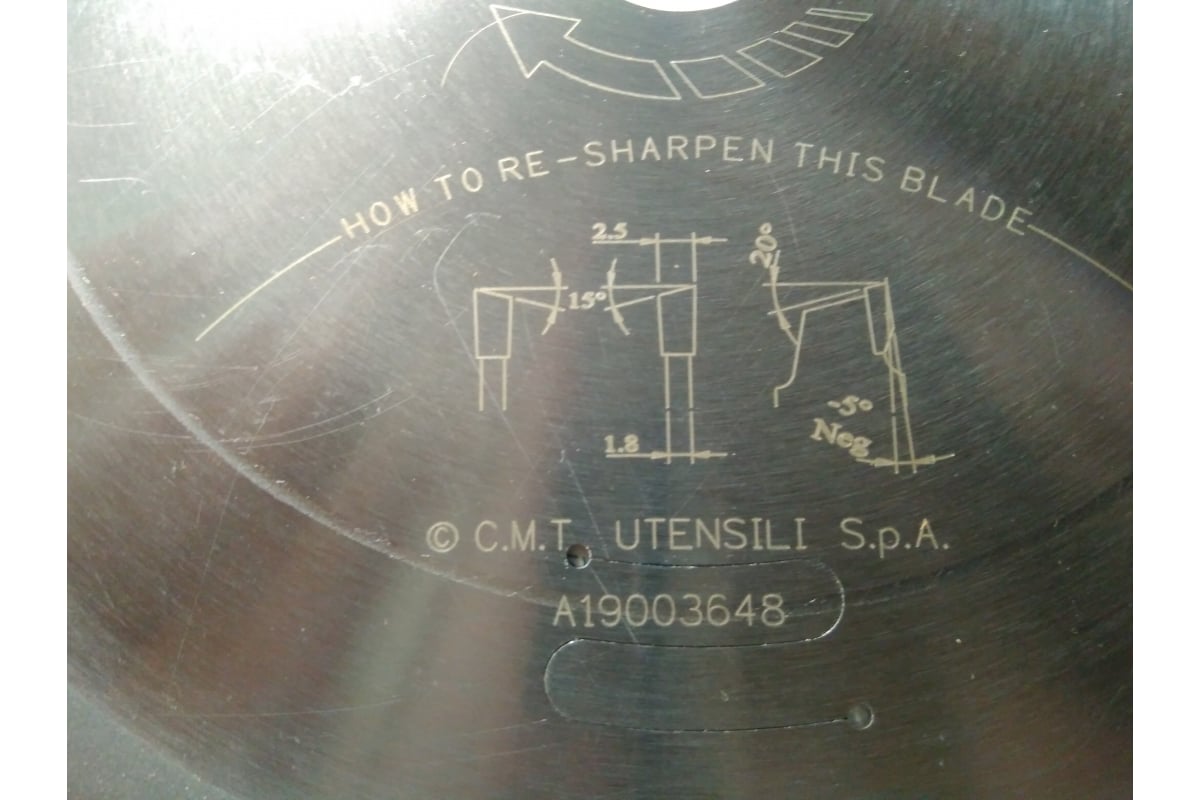 HOW TO RE-SHARPEN THIS BLADE
2.5
20°
15°
-5°
Neg
1.8
© C.M.T. UTENSILI S.p.A.
A19003648